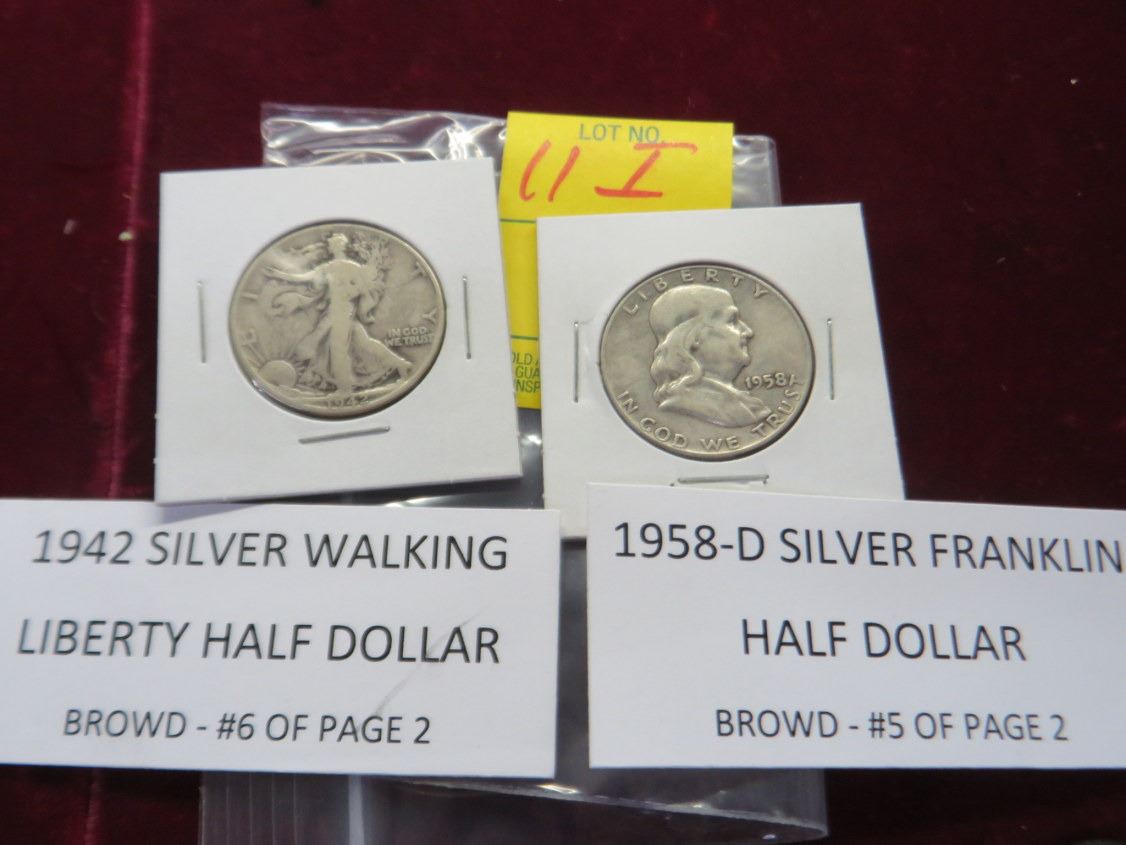 LOT NO.
11 I
LIBERTY
IN GOD
WE TRUST
1942
LIBERTY
1958
IN GOD WE TRUST
1942 SILVER WALKING
LIBERTY HALF DOLLAR
BROWD - #6 OF PAGE 2
1958-D SILVER FRANKLIN
HALF DOLLAR
BROWD - #5 OF PAGE 2